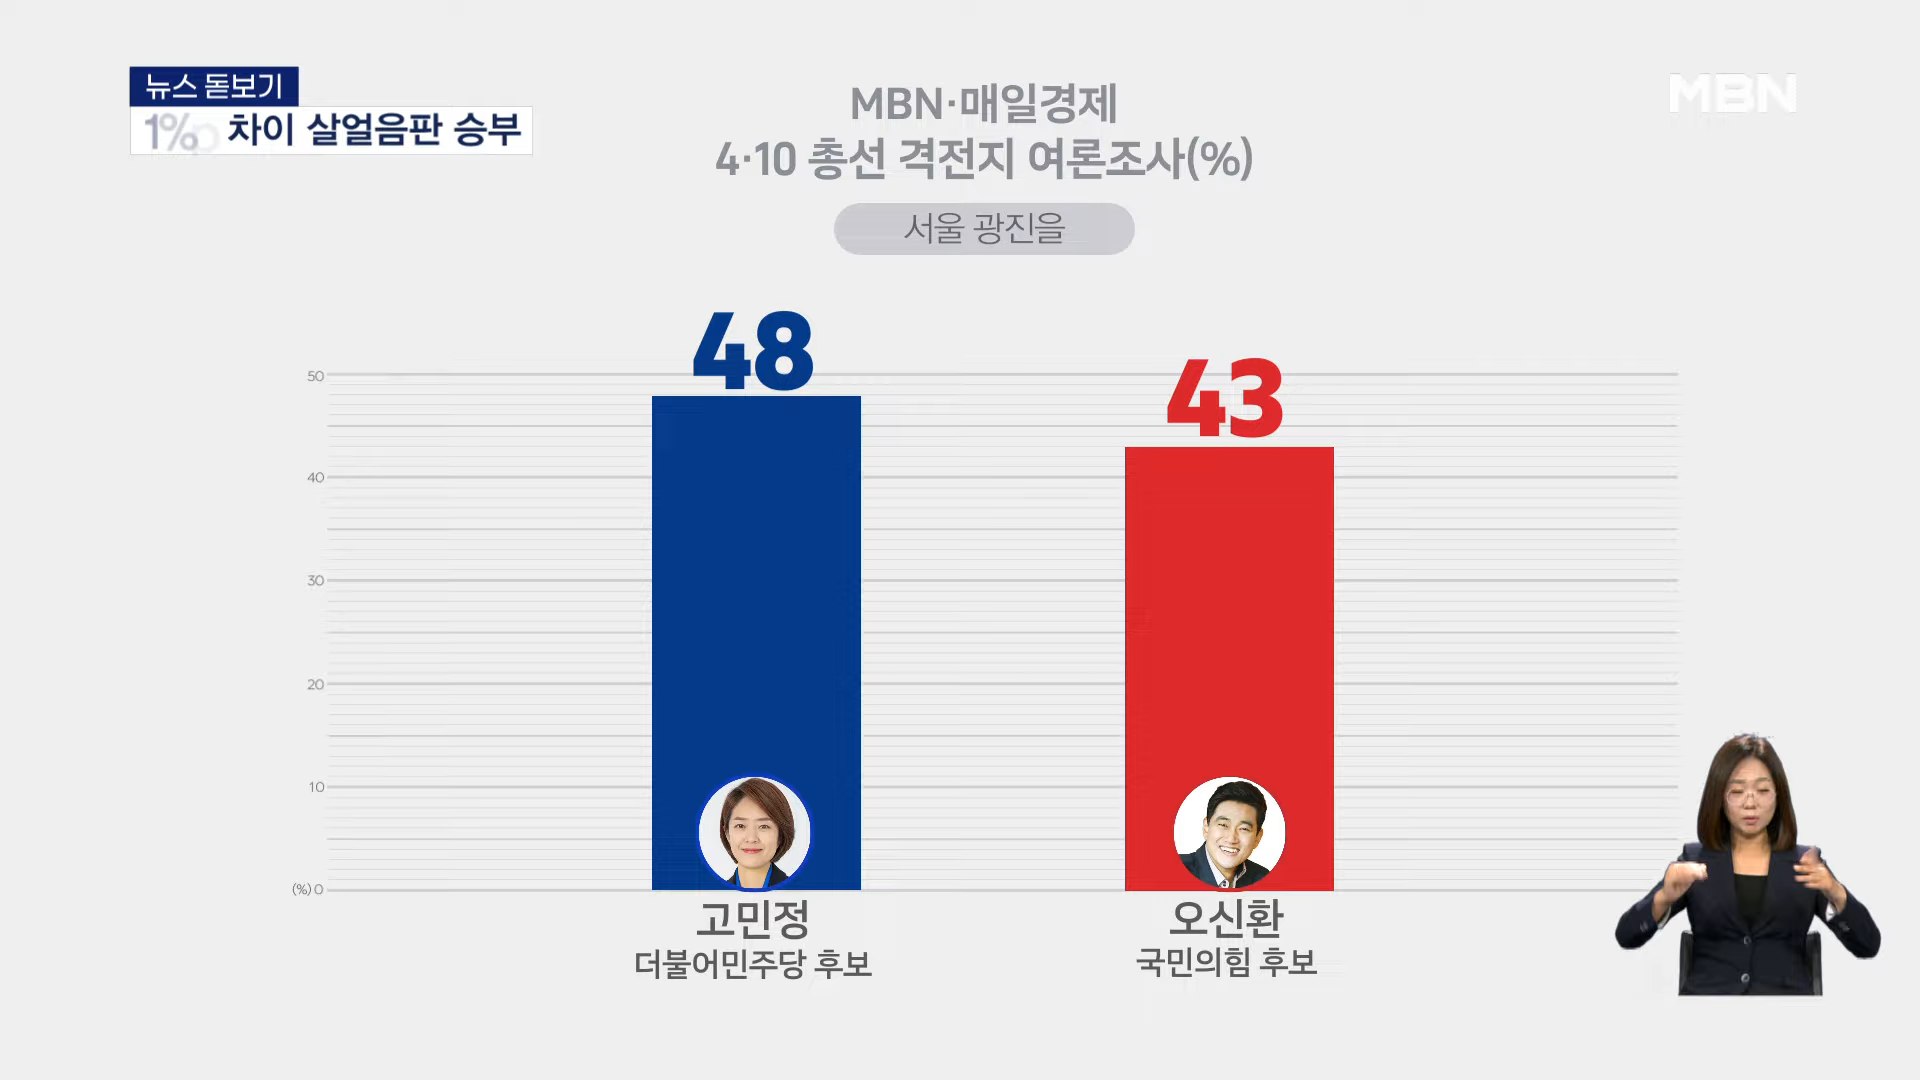 뉴스 돋보기
1% 차이 살얼음판 승부
MBN
MBN·매일경제
4·10 총선 격전지 여론조사(%)
서울 광진을
48
43
50
40
30
20
10
(%) 0
고민정
더불어민주당 후보
오신환
국민의힘 후보